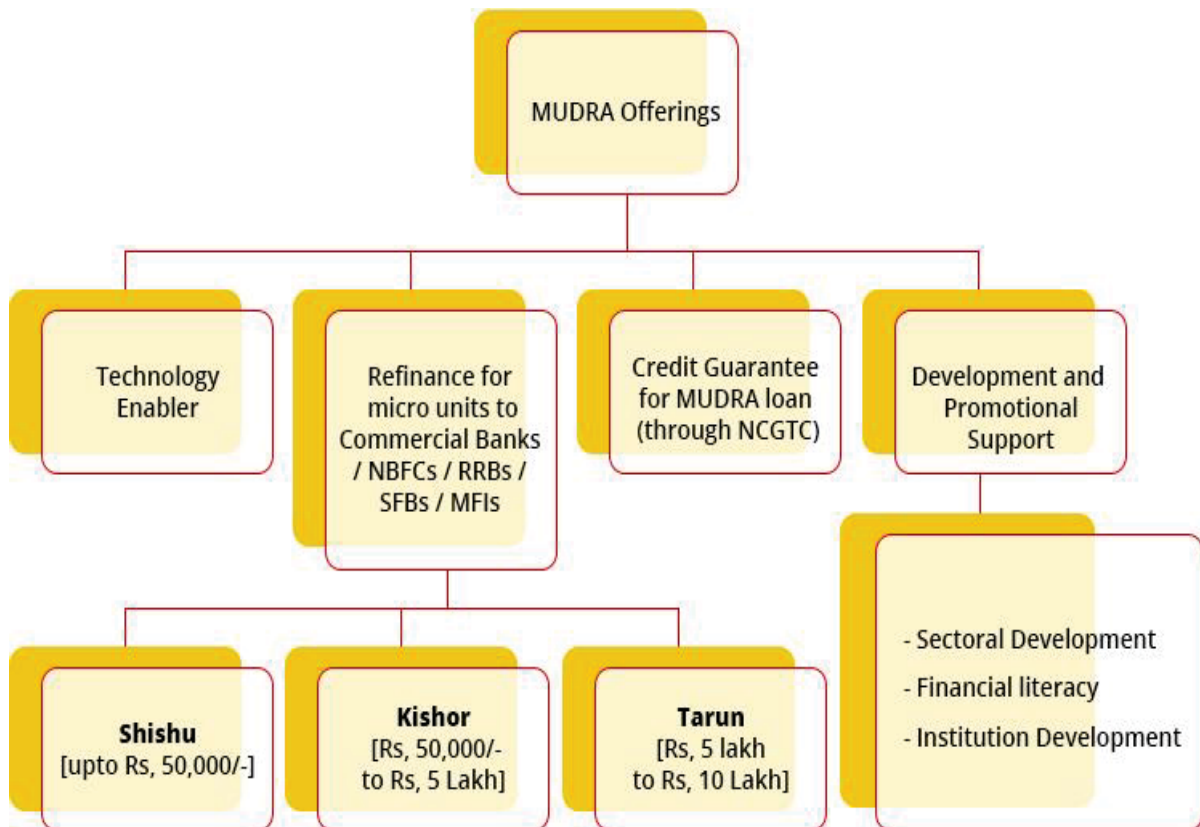 MUDRA Offerings
Technology
Enabler
Refinance for
micro units to
Commercial Banks
/ NBFCs / RRBs /
SFBs / MFIs
Credit Guarantee
for MUDRA loan
(through NCGTC)
Development and
Promotional
Support
Shishu
[upto Rs, 50,000/-]
Kishor
[Rs, 50,000/-
to Rs, 5 Lakh]
Tarun
[Rs, 5 lakh
to Rs, 10 Lakh]
- Sectoral Development
- Financial literacy
- Institution Development